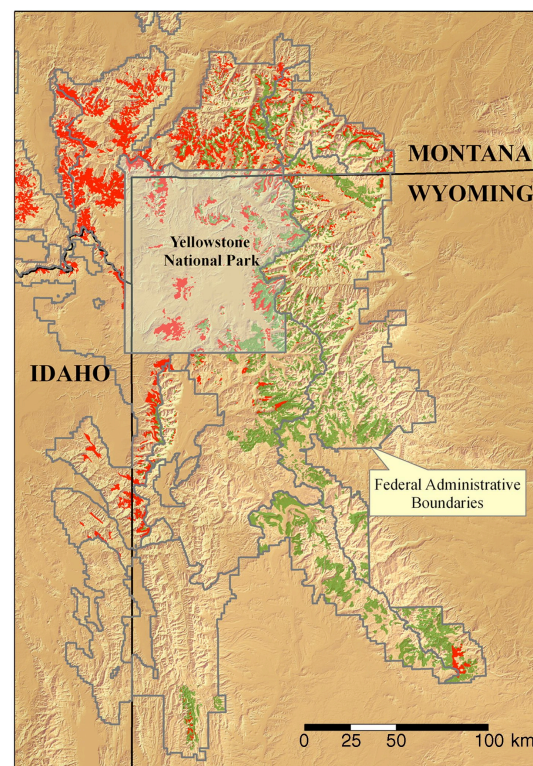 MONTANA
WYOMING
Yellowstone
National Park
IDAHO
Federal Administrative
Boundaries
0 25 50 100 km